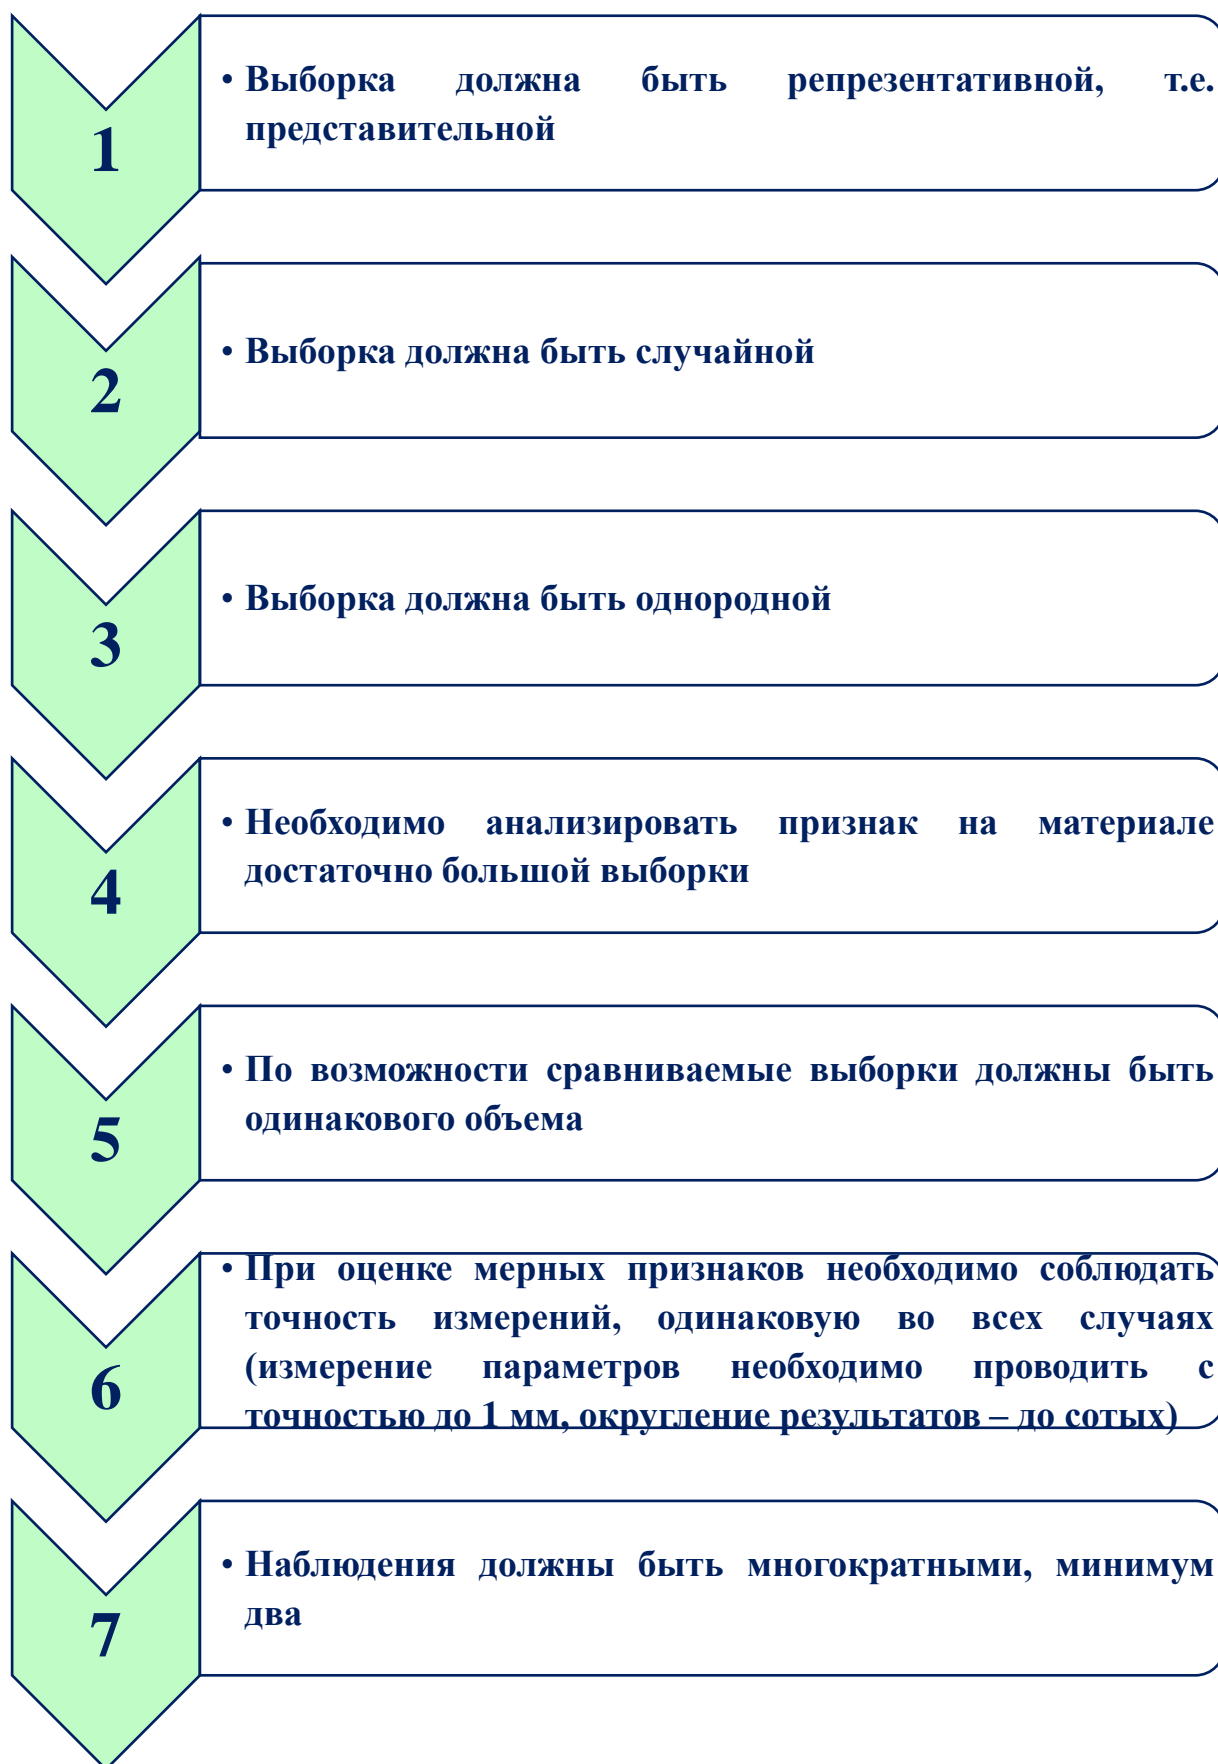 1
• Выборка должна быть репрезентативной, т.е.
представительной
2
• Выборка должна быть случайной
3
• Выборка должна быть однородной
4
• Необходимо анализировать признак на материале
достаточно большой выборки
5
• По возможности сравниваемые выборки должны быть
одинакового объема
6
• При оценке мерных признаков необходимо соблюдать
точность измерений, одинаковую во всех случаях
(измерение параметров необходимо проводить с
точностью до 1 мм, округление результатов – до сотых)
7
• Наблюдения должны быть многократными, минимум
два